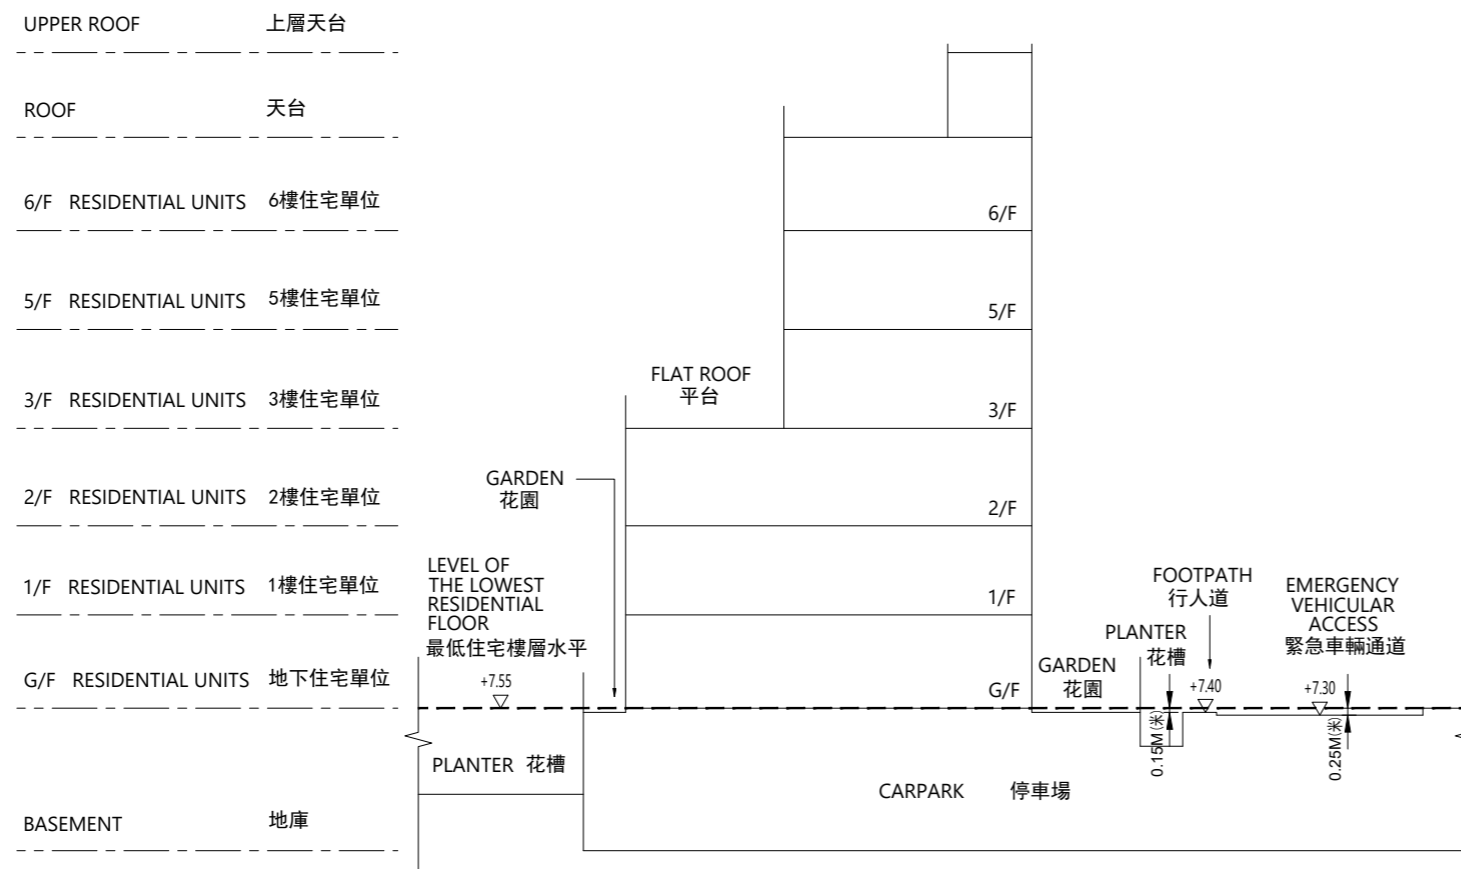 UPPER ROOF 上層天台
ROOF 天台
6/F RESIDENTIAL UNITS 6樓住宅單位
6/F
5/F RESIDENTIAL UNITS 5樓住宅單位
5/F
FLAT ROOF
平台
3/F RESIDENTIAL UNITS 3樓住宅單位
3/F
GARDEN
花園
2/F RESIDENTIAL UNITS 2樓住宅單位
2/F
LEVEL OF
THE LOWEST
RESIDENTIAL
FLOOR
最低住宅樓層水平
+7.55
1/F RESIDENTIAL UNITS 1樓住宅單位
1/F
FOOTPATH
行人道
EMERGENCY
VEHICULAR
ACCESS
緊急車輛通道
PLANTER
花槽
GARDEN
花園
G/F RESIDENTIAL UNITS 地下住宅單位
G/F
+7.40
+7.30
0.15M(米)
0.25M(米)
PLANTER 花槽
CARPARK 停車場
BASEMENT 地庫